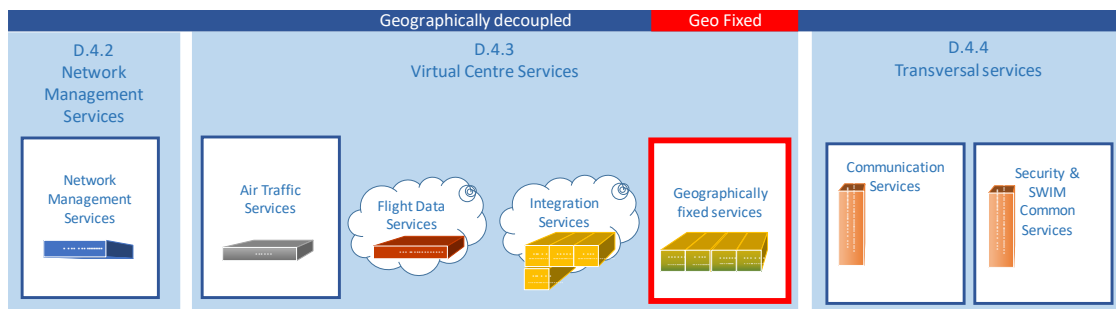 Geographically decoupled
Geo Fixed
D.4.2
Network
Management
Services
D.4.3
Virtual Centre Services
D.4.4
Transversal services
Network
Management
Services
Air Traffic
Services
Flight Data
Services
Integration
Services
Geographically
fixed services
Communication
Services
Security &
SWIM
Common
Services